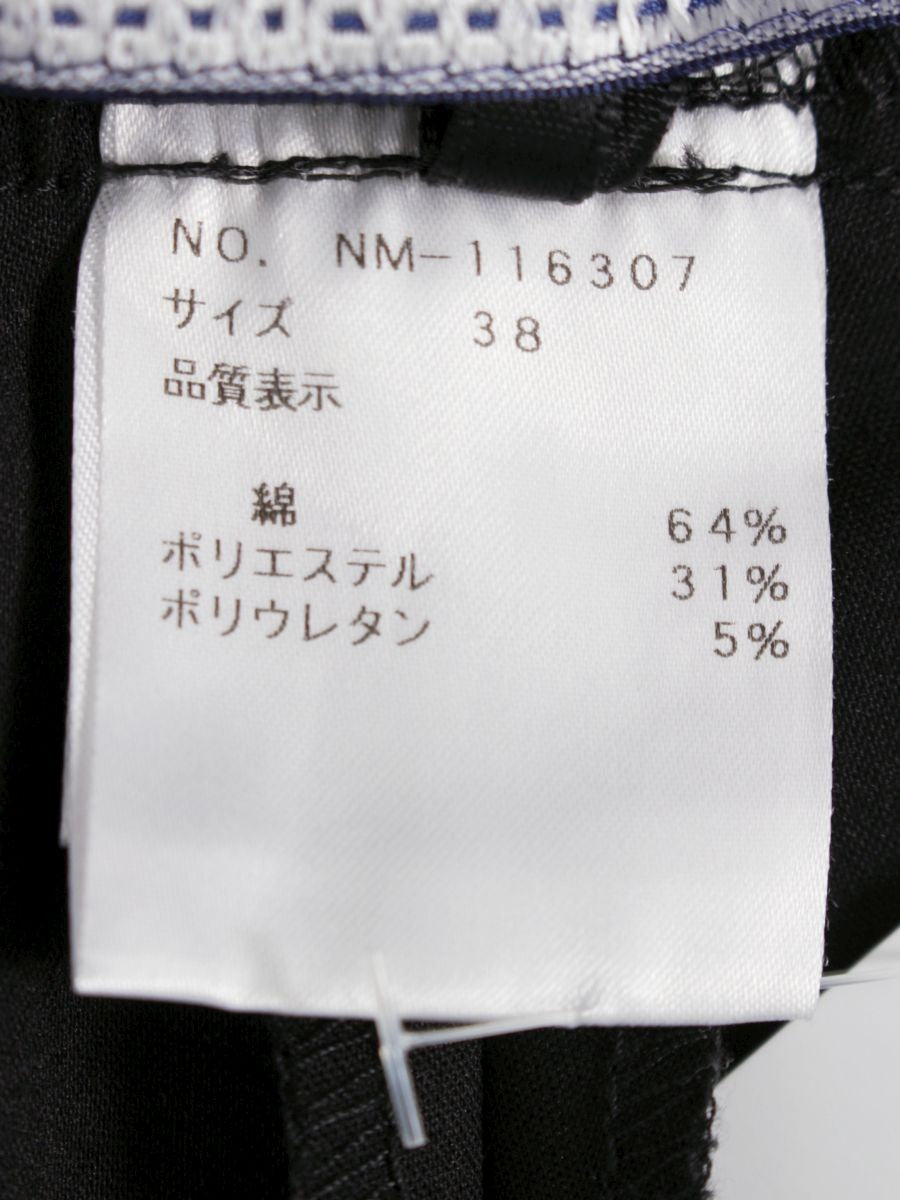 NO. NM-116307
サイズ 38
品質表示
綿 64%
ポリエステル 31%
ポリウレタン 5%